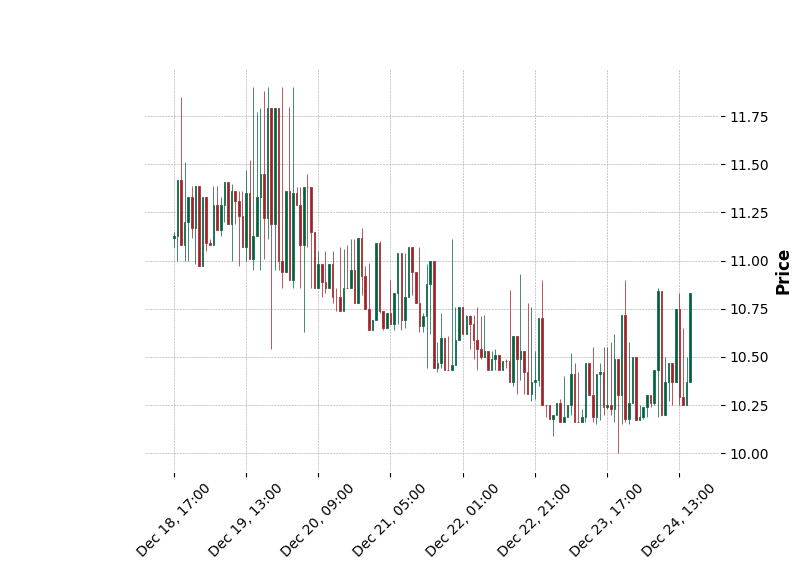 11.75
11.50
11.25
11.00
10.75
10.50
10.25
10.00
Price
Dec 18, 17:00
Dec 19, 13:00
Dec 20, 09:00
Dec 21, 05:00
Dec 22, 01:00
Dec 22, 21:00
Dec 23, 17:00
Dec 24, 13:00